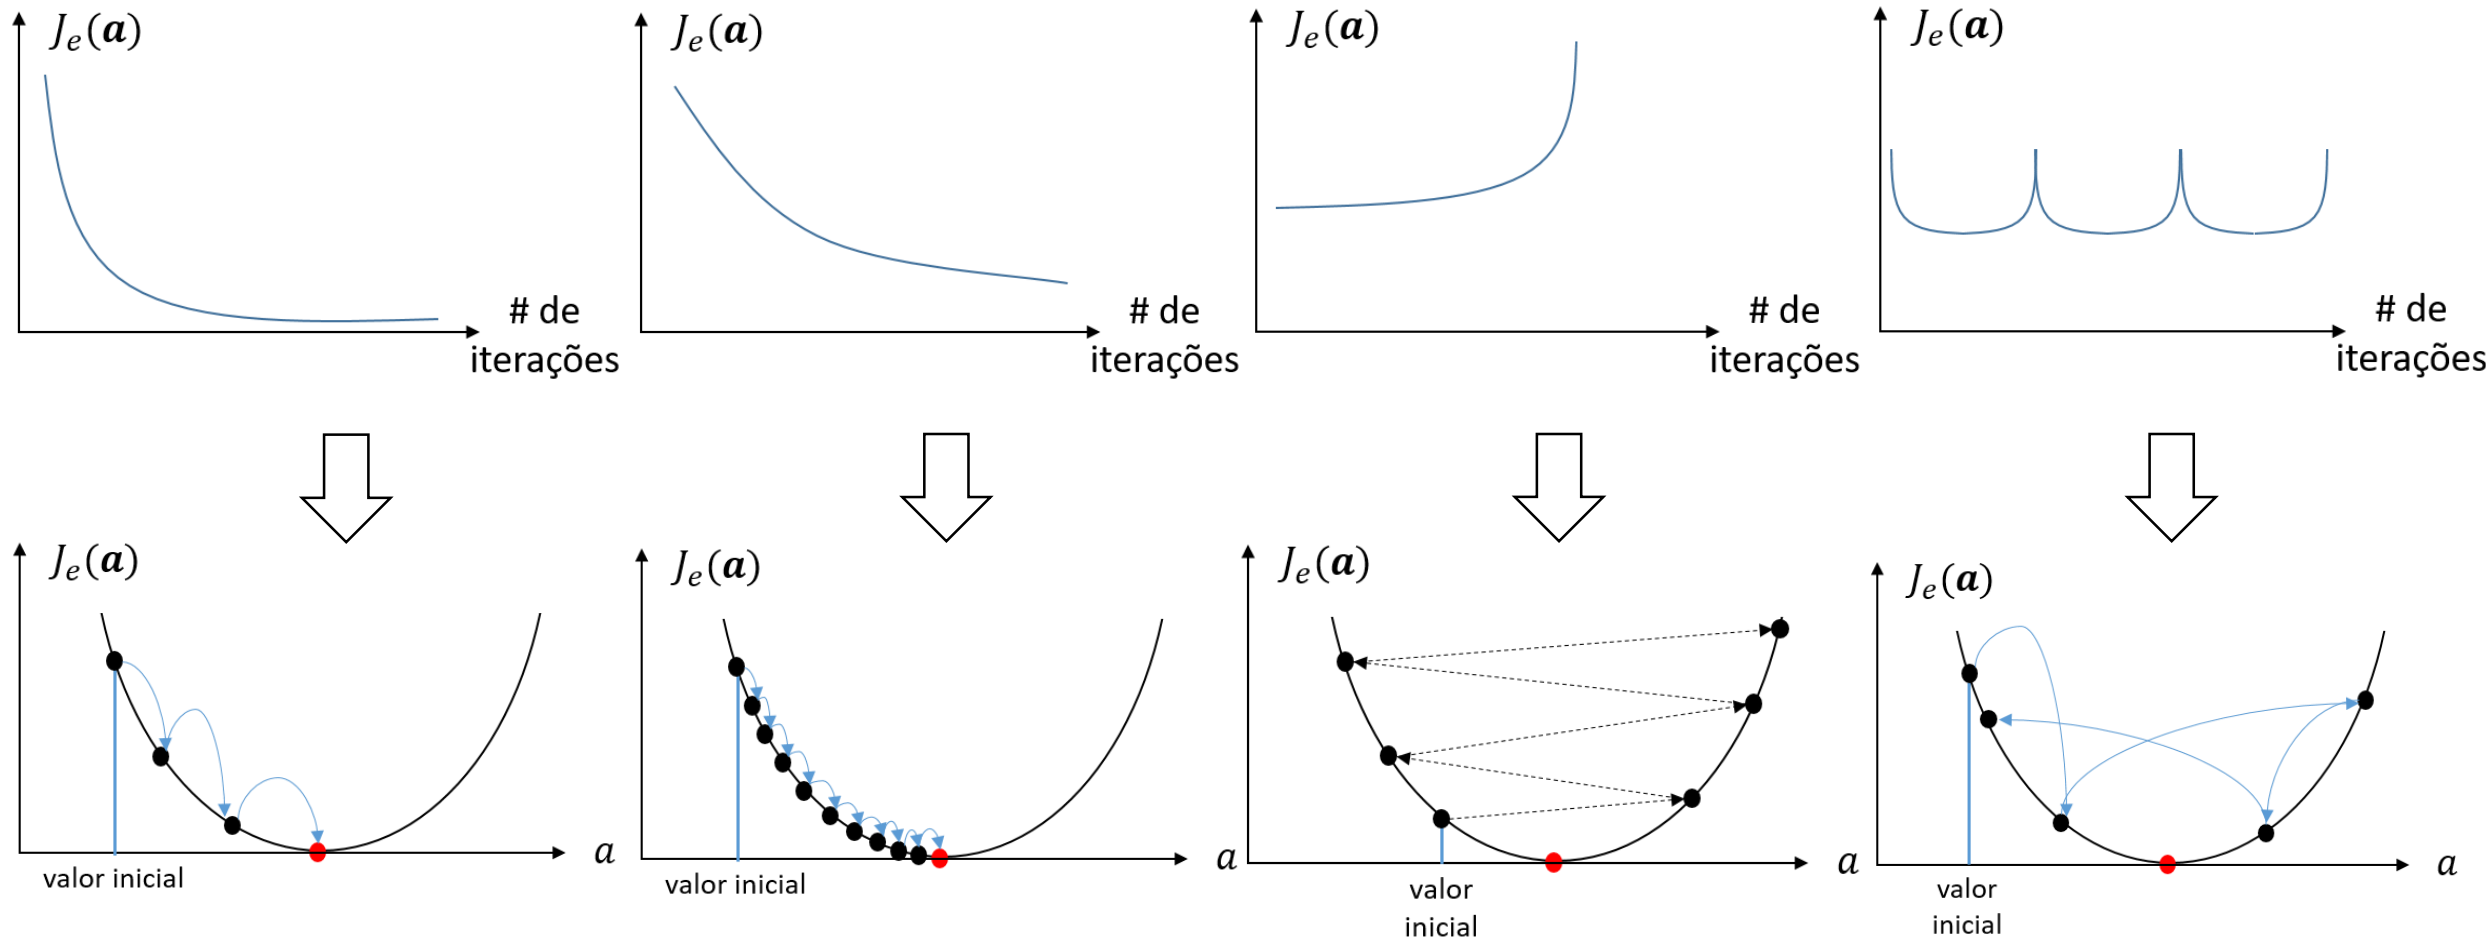 Jₑ(a)
# de
iterações
Jₑ(a)
# de
iterações
Jₑ(a)
# de
iterações
Jₑ(a)
# de
iterações
Jₑ(a)
a
valor inicial
Jₑ(a)
a
valor inicial
Jₑ(a)
a
valor
inicial
Jₑ(a)
a
valor
inicial